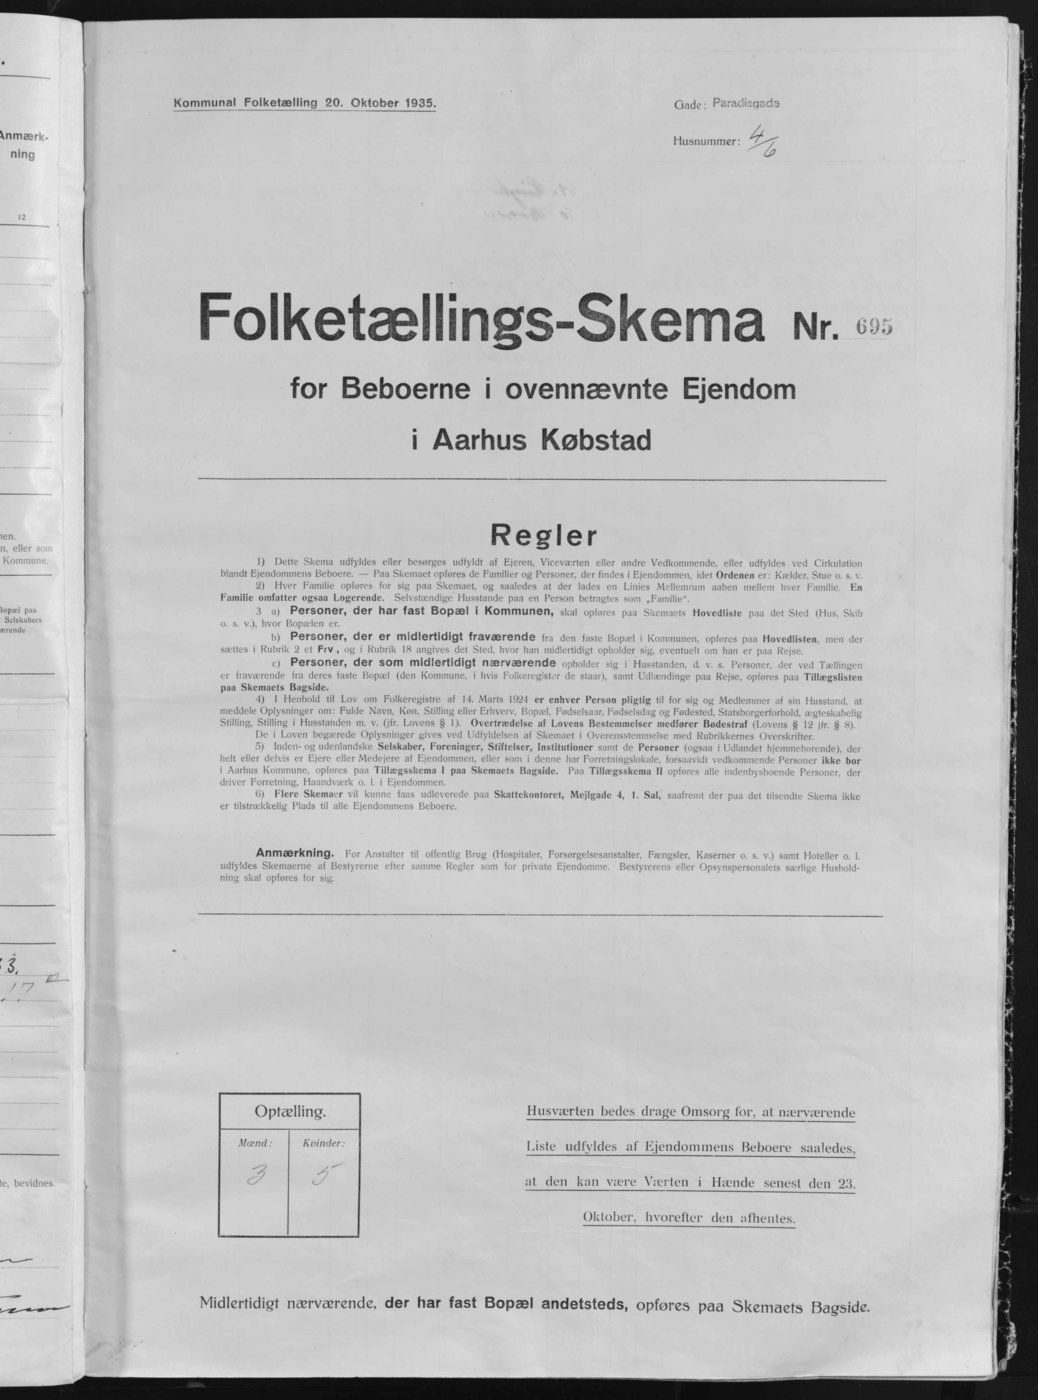 Kommunal Folketælling 20. Oktober 1935.
Gade: Paradisgade
Husnummer: 4/6
Folketællings-Skema Nr. 695
for Beboerne i ovennævnte Ejendom
i Aarhus Købstad
Regler
1) Dette Skema udfyldes eller besørges udfyldt af Ejeren, Viceværten eller andre Vedkommende, eller udfyldes ved Cirkulation
blandt Ejendommens Beboere. — Paa Skemaet opføres de Familier og Personer, der findes i Ejendommen, idet Ordenen er: Kælder, Stue o. s. v.
2) Hver Familie opføres for sig paa Skemaet, og saaledes at der lades en Linies Mellemrum aaben mellem hver Familie. En
Familie omfatter ogsaa Logerende. Selvstændige Husstande paa en Person betragtes som „Familie".
3 a) Personer, der har fast Bopæl i Kommunen, skal opføres paa Skemaets Hovedliste paa det Sted (Hus, Skib
o. s. v.), hvor Bopælen er.
b) Personer, der er midlertidigt fraværende fra den faste Bopæl i Kommunen, opføres paa Hovedlisten, men der
sættes i Rubrik 2 et Frv., og i Rubrik 18 angives det Sted, hvor han midlertidigt opholder sig, eventuelt om han er paa Rejse.
c) Personer, der som midlertidigt nærværende opholder sig i Husstanden, d. v. s. Personer, der ved Tællingen
er fraværende fra deres faste Bopæl (den Kommune, i hvis Folkeregister de staar), samt Udlændinge paa Rejse, opføres paa Tillægslisten
paa Skemaets Bagside.
4) I Henhold til Lov om Folkeregistre af 14. Marts 1924 er enhver Person pligtig til for sig og Medlemmer af sin Husstand, at
meddele Oplysninger om: Fulde Navn, Køn, Stilling eller Erhverv, Bopæl, Fødselsaar, Fødselsdag og Fødested, Statsborgerforhold, ægteskabelig
Stilling, Stilling i Husstanden m. v. (jfr. Lovens § 1). Overtrædelse af Lovens Bestemmelser medfører Bødestraf (Lovens § 12 jfr. § 8).
De i Loven begærede Oplysninger gives ved Udfyldelsen af Skemaet i Overensstemmelse med Rubrikkernes Overskrifter.
5) Inden- og udenlandske Selskaber, Foreninger, Stiftelser, Institutioner samt de Personer (ogsaa i Udlandet hjemmehørende), der
helt eller delvis er Ejere eller Medejere af Ejendommen, eller som i denne har Forretningslokale, forsaavidt vedkommende Personer ikke bor
i Aarhus Kommune, opføres paa Tillægsskema I paa Skemaets Bagside. Paa Tillægsskema II opføres alle indenbysboende Personer, der
driver Forretning, Haandværk o. l. i Ejendommen.
6) Flere Skemaer vil kunne faas udleverede paa Skattekontoret, Mejlgade 4, 1. Sal, saafremt der paa det tilsendte Skema ikke
er tilstrækkelig Plads til alle Ejendommens Beboere.
Anmærkning. For Anstalter til offentlig Brug (Hospitaler, Forsørgelsesanstalter, Fængsler, Kaserner o. s. v.) samt Hoteller o. l.
udfyldes Skemaerne af Bestyrerne efter samme Regler som for private Ejendomme. Bestyrerens eller Opsynspersonalets særlige Hushold-
ning skal opføres for sig.
Optælling.
Mænd: Kvinder:
3 5
Husværten bedes drage Omsorg for, at nærværende
Liste udfyldes af Ejendommens Beboere saaledes,
at den kan være Værten i Hænde senest den 23.
Oktober, hvorefter den afhentes.
Midlertidigt nærværende, der har fast Bopæl andetsteds, opføres paa Skemaets Bagside.
Anmærk-
ning
12
n, eller som
Kommune.
Bopæl paa
Selskabers
te, bevidnes.